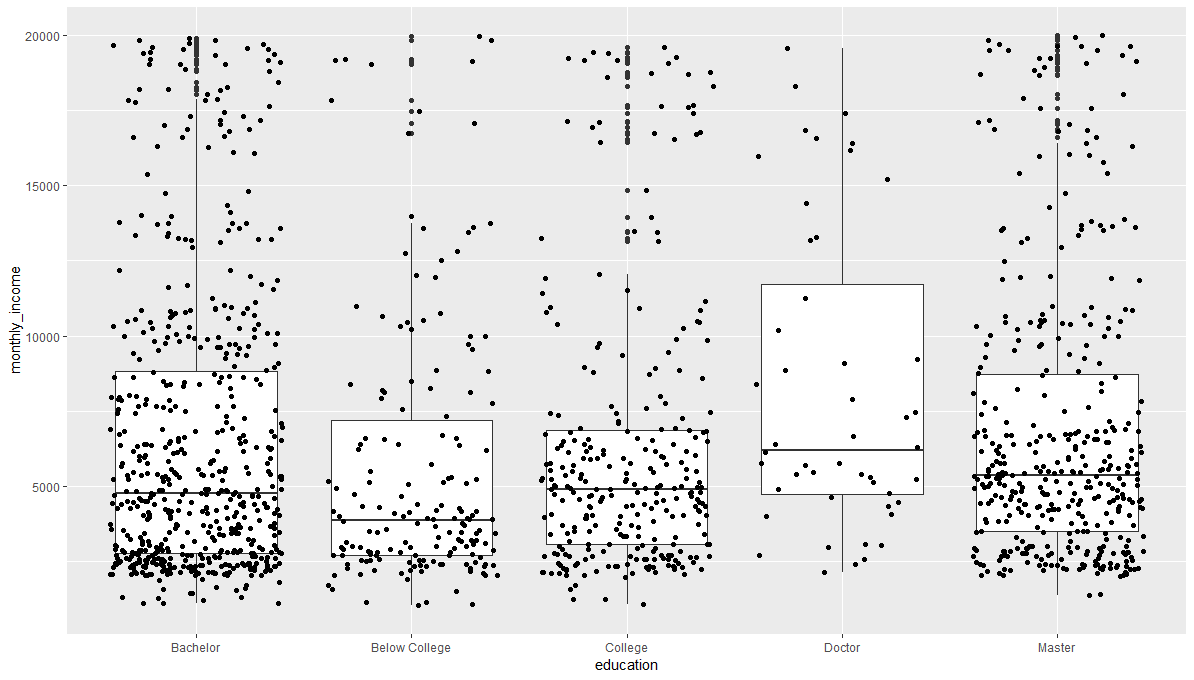 monthly_income
20000
15000
10000
5000
Bachelor
Below College
College
Doctor
Master
education